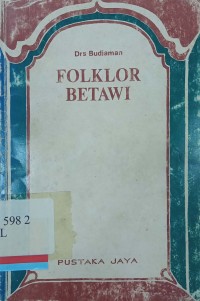 Drs Budiaman
FOLKLOR
BETAWI
598 2
L
PUSTAKA JAYA